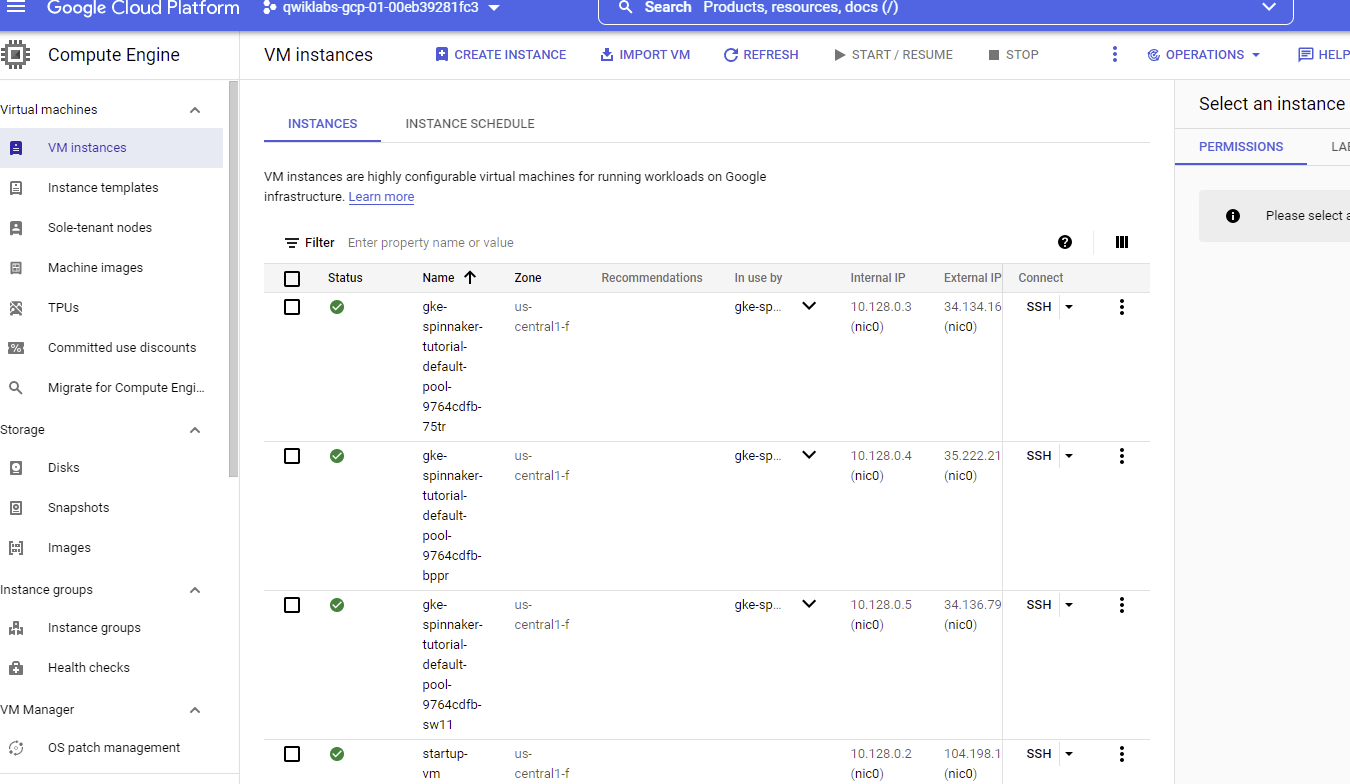 Google Cloud Platform
qwiklabs-gcp-01-00eb39281fc3
Search Products, resources, docs (/)
Compute Engine
VM instances
CREATE INSTANCE
IMPORT VM
REFRESH
START / RESUME
STOP
OPERATIONS
HELP
Virtual machines
VM instances
Instance templates
Sole-tenant nodes
Machine images
TPUs
Committed use discounts
Migrate for Compute Engi...
Storage
Disks
Snapshots
Images
Instance groups
Instance groups
Health checks
VM Manager
OS patch management
INSTANCES
INSTANCE SCHEDULE
VM instances are highly configurable virtual machines for running workloads on Google
infrastructure. Learn more
Filter Enter property name or value
Status Name Zone Recommendations In use by Internal IP External IP Connect
gke- us- gke-sp... 10.128.0.3 34.134.16 SSH
spinnaker- central1-f (nic0) (nic0)
tutorial-
default-
pool-
9764cdfb-
75tr
gke- us- gke-sp... 10.128.0.4 35.222.21 SSH
spinnaker- central1-f (nic0) (nic0)
tutorial-
default-
pool-
9764cdfb-
bppr
gke- us- gke-sp... 10.128.0.5 34.136.79 SSH
spinnaker- central1-f (nic0) (nic0)
tutorial-
default-
pool-
9764cdfb-
sw11
startup- us- 10.128.0.2 104.198.1 SSH
vm central1-f (nic0) (nic0)
Select an instance
PERMISSIONS
LAB
Please select a